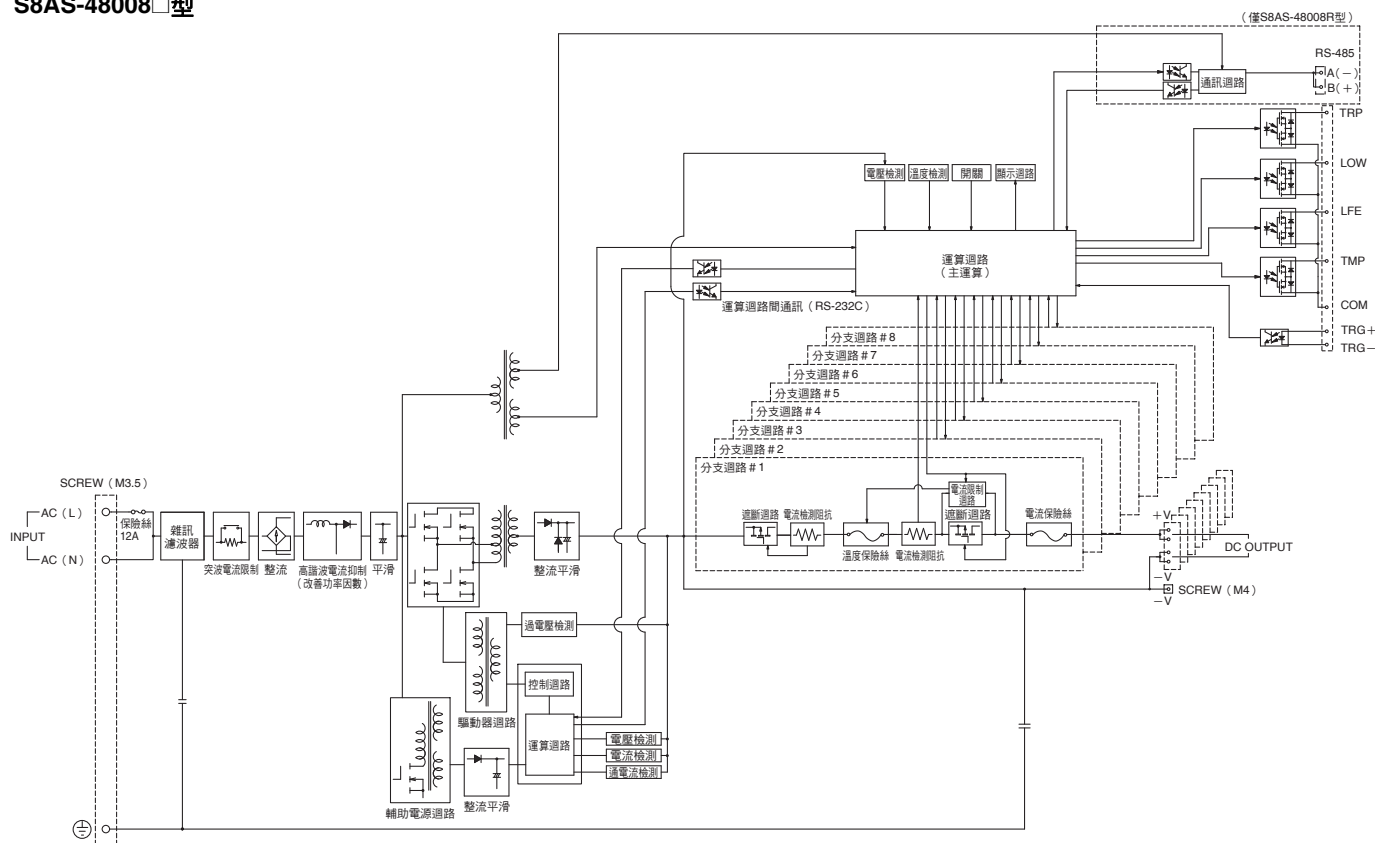 S8AS-48008□型
（僅S8AS-48008R型）
RS-485
A（－）
B（＋）
通訊迴路
TRP
LOW
LFE
TMP
COM
TRG＋
TRG－
電壓檢測
溫度檢測
開關
顯示迴路
運算迴路
（主運算）
運算迴路間通訊（RS-232C）
分支迴路＃8
分支迴路＃7
分支迴路＃6
分支迴路＃5
分支迴路＃4
分支迴路＃3
分支迴路＃2
分支迴路＃1
SCREW（M3.5）
AC（L）
INPUT
AC（N）
保險絲
12A
雜訊
濾波器
突波電流限制
整流
高諧波電流抑制
（改善功率因數）
平滑
整流平滑
遮斷迴路
電流檢測阻抗
溫度保險絲
電流檢測阻抗
電流限制
迴路
遮斷迴路
電流保險絲
＋V
DC OUTPUT
－V
SCREW（M4）
－V
過電壓檢測
驅動器迴路
控制迴路
運算迴路
電壓檢測
電流檢測
過電流檢測
輔助電源迴路
整流平滑